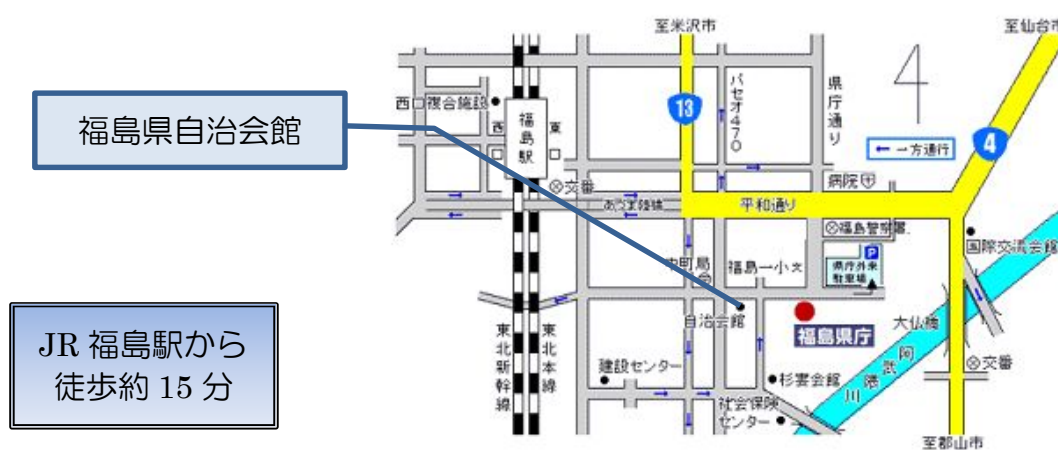 至米沢市
至仙台市
福島県自治会館
西口
複合施設
福島駅
西口
東口
交番
13
パセオ470
県庁通り
4
一方通行
病院
あづま陸橋
平和通り
福島警察署
国際交流会館
中町局
福島一小
文
P
県庁外来
駐車場
自治会館
福島県庁
大仏橋
JR 福島駅から
徒歩約 15 分
東北新幹線
東北本線
建設センター
杉妻会館
阿武隈川
交番
社会保険
センター
至郡山市